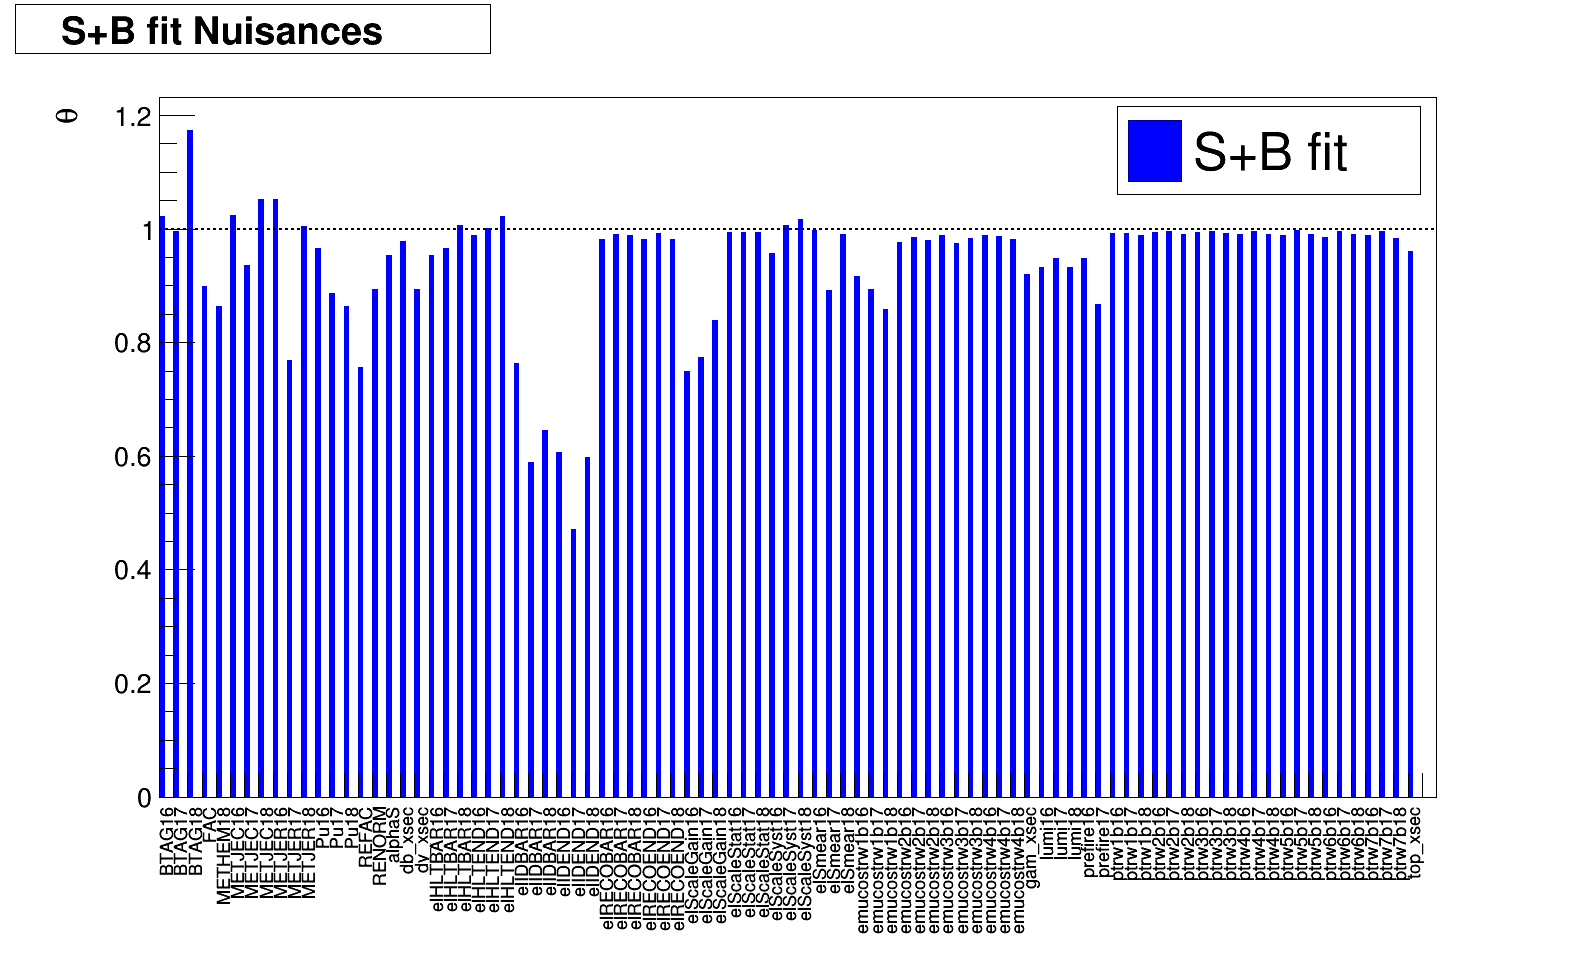 S+B fit Nuisances
θ
S+B fit
1.2
1
0.8
0.6
0.4
0.2
0
BTAG16
BTAG17
BTAG18
FAC
METHEM18
METJEC16
METJEC17
METJEC18
METJER16
METJER17
METJER18
Pu16
Pu17
Pu18
REFAC
RENORM
alphaS
db_xsec
dy_xsec
elHLTBAR16
elHLTBAR17
elHLTBAR18
elHLTEND16
elHLTEND17
elHLTEND18
elIDBAR16
elIDBAR17
elIDBAR18
elIDEND16
elIDEND17
elIDEND18
elRECOBAR16
elRECOBAR17
elRECOBAR18
elRECOEND16
elRECOEND17
elRECOEND18
elScaleGain16
elScaleGain17
elScaleGain18
elScaleStat16
elScaleStat17
elScaleStat18
elScaleSyst16
elScaleSyst17
elScaleSyst18
elSmear16
elSmear17
elSmear18
emucostrw1b16
emucostrw1b17
emucostrw1b18
emucostrw2b16
emucostrw2b17
emucostrw2b18
emucostrw3b16
emucostrw3b17
emucostrw3b18
emucostrw4b16
emucostrw4b17
emucostrw4b18
gam_xsec
lumi16
lumi17
lumi18
prefire16
prefire17
ptrw1b16
ptrw1b17
ptrw1b18
ptrw2b16
ptrw2b17
ptrw2b18
ptrw3b16
ptrw3b17
ptrw3b18
ptrw4b16
ptrw4b17
ptrw4b18
ptrw5b16
ptrw5b17
ptrw5b18
ptrw6b16
ptrw6b17
ptrw6b18
ptrw7b16
ptrw7b17
ptrw7b18
top_xsec